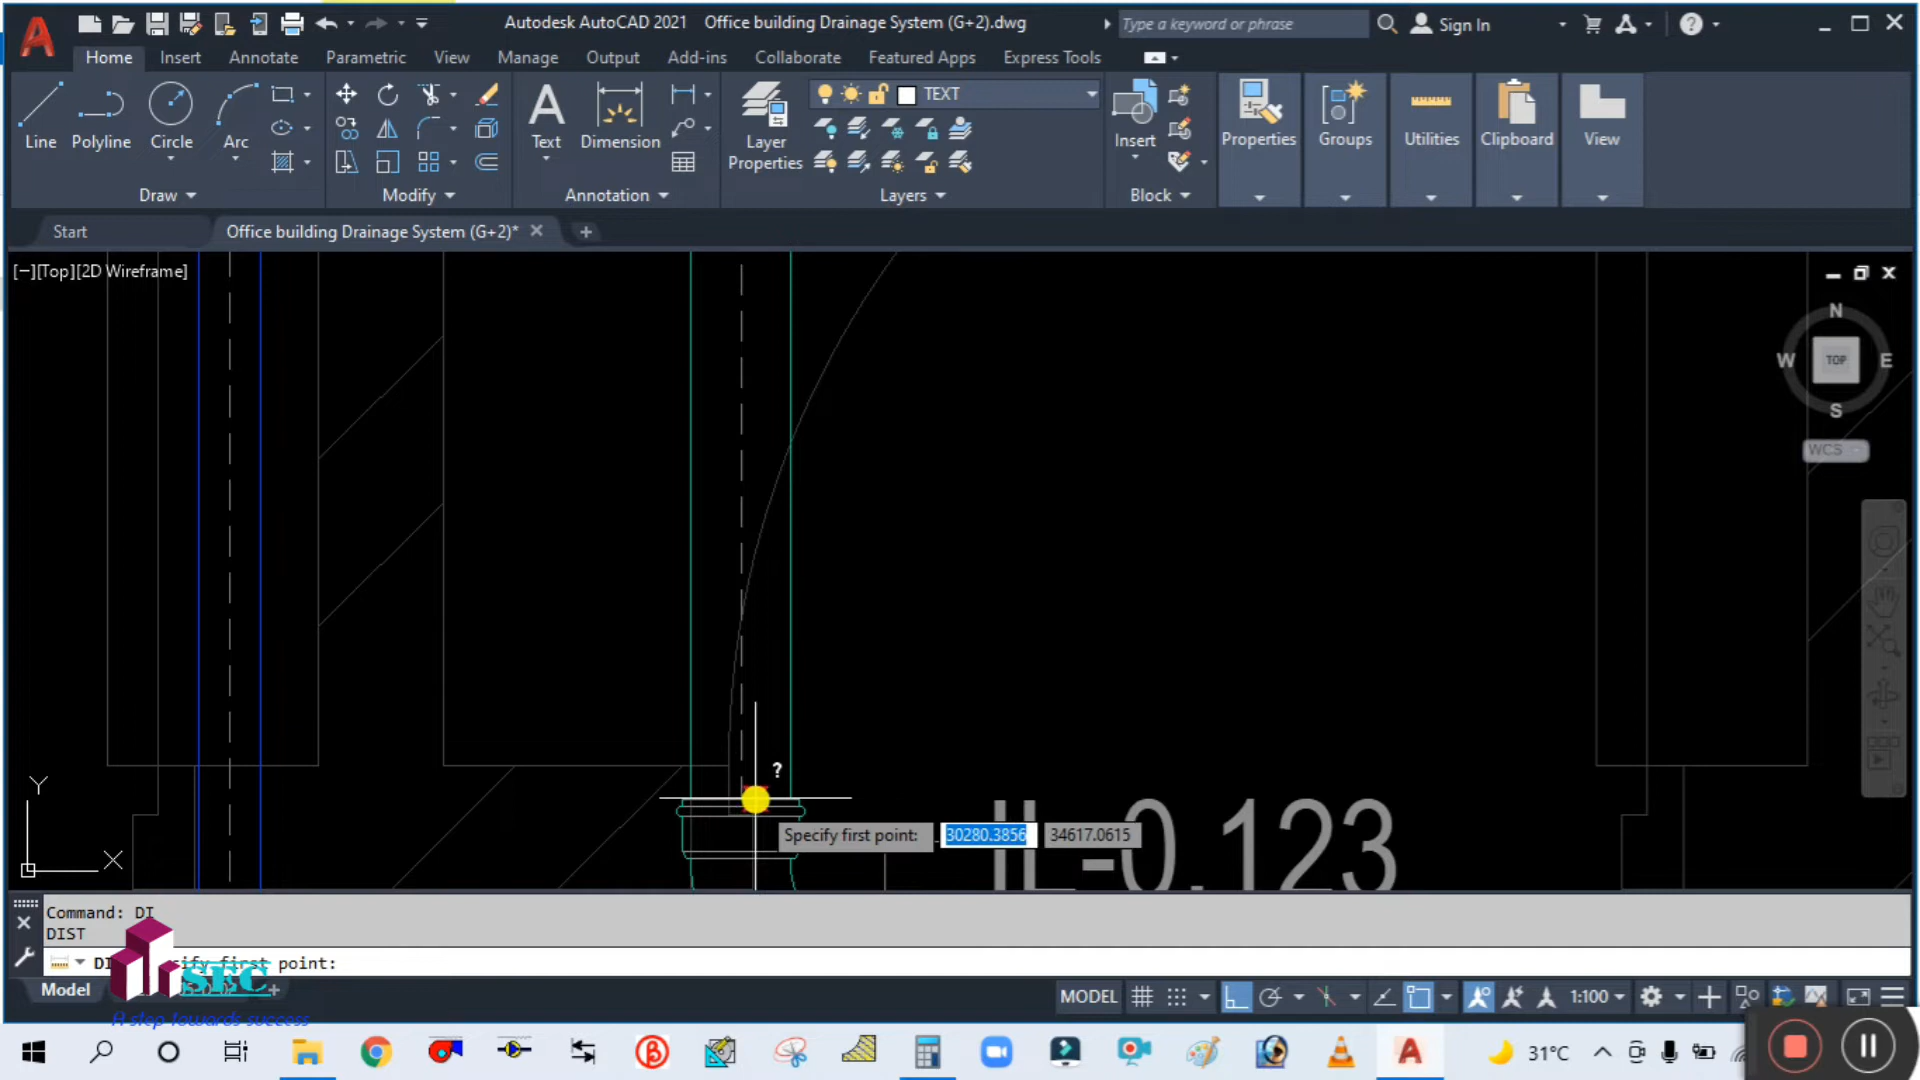 Autodesk AutoCAD 2021 Office building Drainage System (G+2).dwg
Type a keyword or phrase
Sign In
Home Insert Annotate Parametric View Manage Output Add-ins Collaborate Featured Apps Express Tools
TEXT
Line Polyline Circle Arc
Text Dimension
Layer Properties
Insert
Properties Groups Utilities Clipboard View
Draw Modify Annotation Layers Block
Start Office building Drainage System (G+2)*
[−][Top][2D Wireframe]
N
W TOP E
S
WCS
?
Specify first point: 30280.3856 34617.0615
IL-0.123
Y
X
Command: DI
DIST
first point:
SEC
Model
MODEL 1:100
A step towards success
31°C